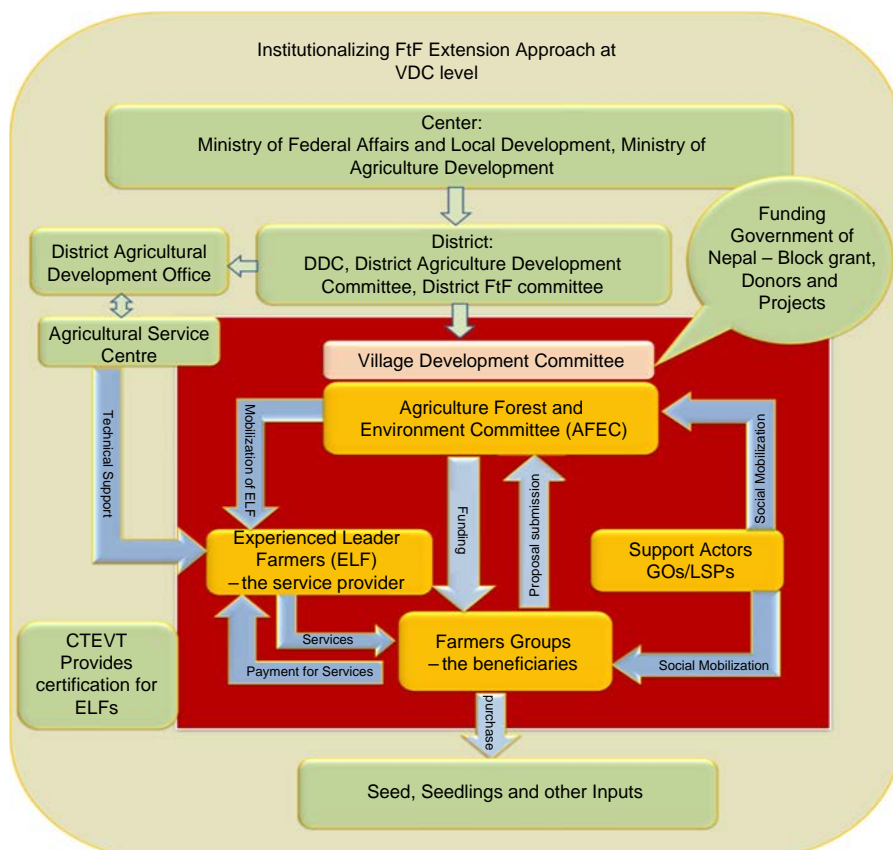 Institutionalizing FtF Extension Approach at
VDC level
Center:
Ministry of Federal Affairs and Local Development, Ministry of
Agriculture Development
Funding
Government of
Nepal – Block grant,
Donors and
Projects
District Agricultural
Development Office
District:
DDC, District Agriculture Development
Committee, District FtF committee
Agricultural Service
Centre
Village Development Committee
Agriculture Forest and
Environment Committee (AFEC)
Technical Support
Mobilization of ELF
Funding
Proposal submission
Social Mobilization
Experienced Leader
Farmers (ELF)
– the service provider
Support Actors
GOs/LSPs
CTEVT
Provides
certification for
ELFs
Services
Payment for Services
Farmers Groups
– the beneficiaries
Social Mobilization
purchase
Seed, Seedlings and other Inputs